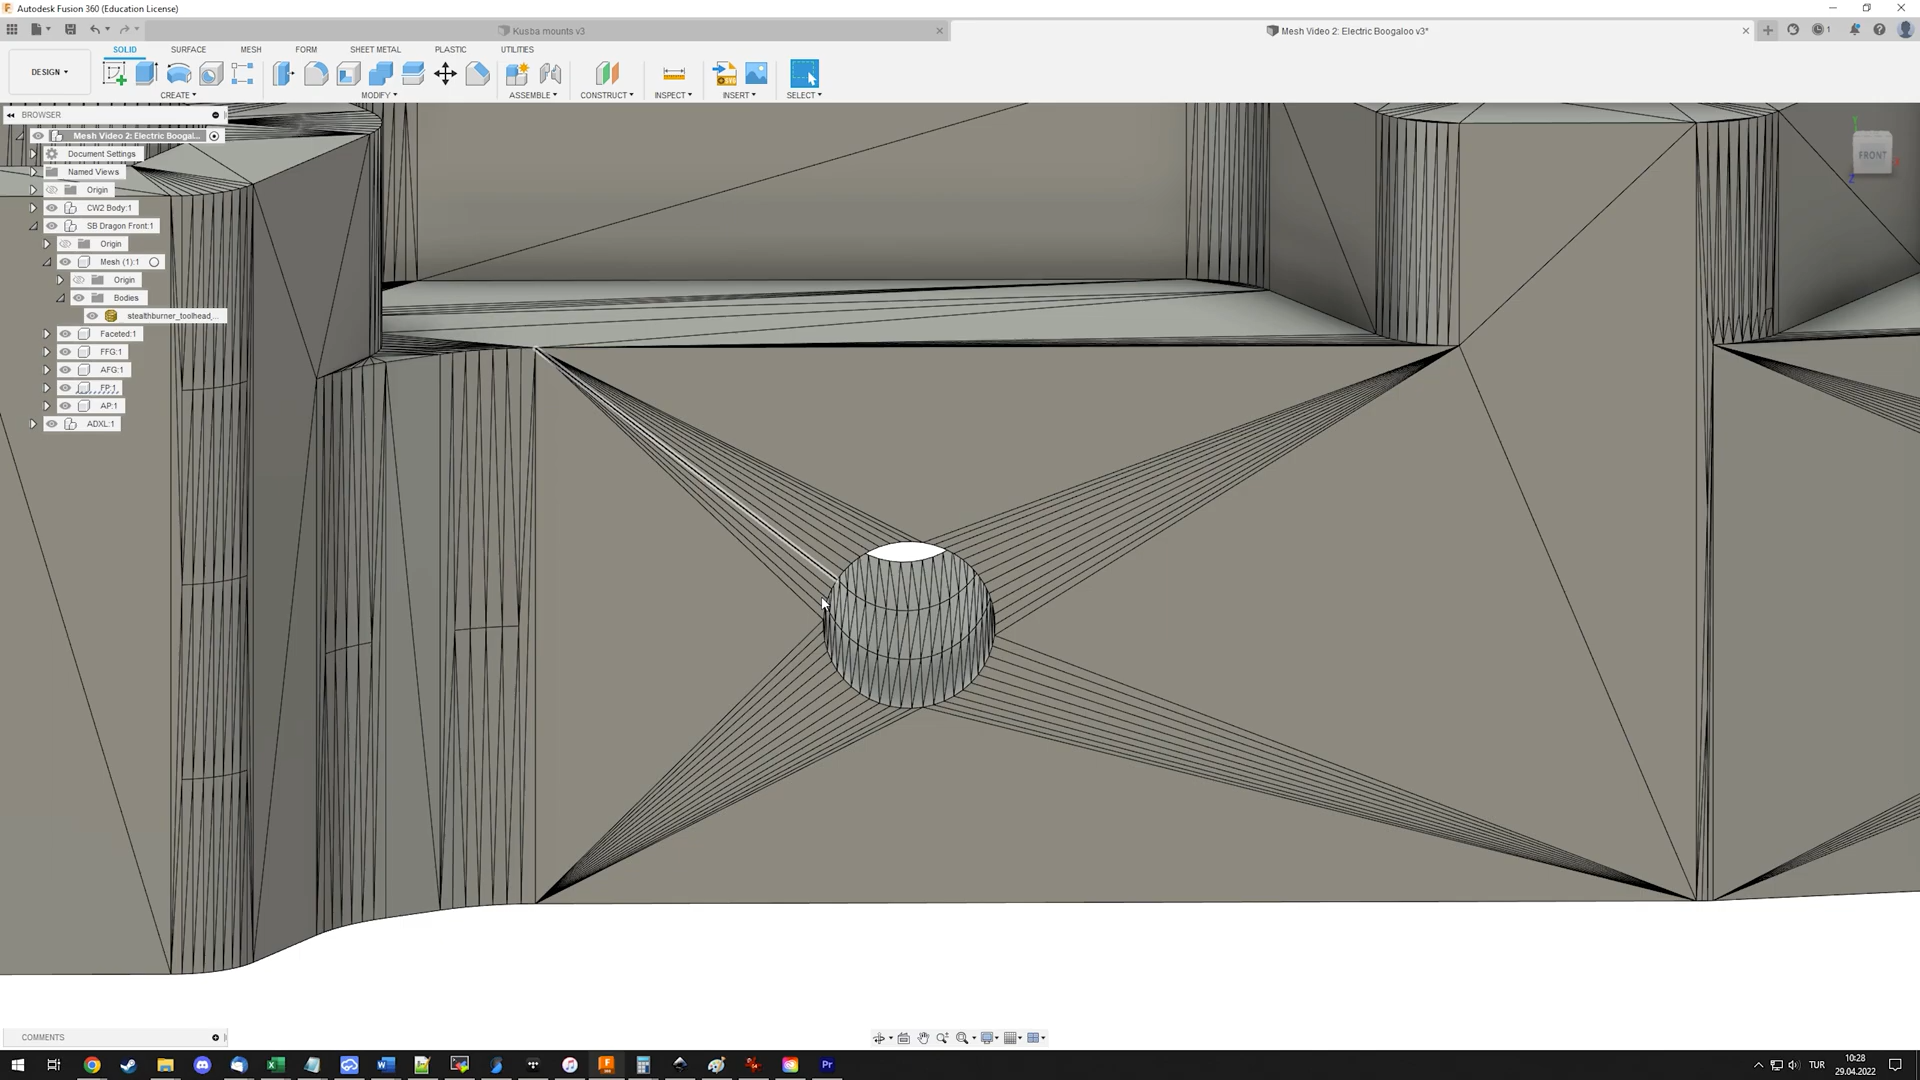 Autodesk Fusion 360 (Education License)
Kusba mounts v3
Mesh Video 2: Electric Boogaloo v3*
1
DESIGN
SOLID SURFACE MESH FORM SHEET METAL PLASTIC UTILITIES
CREATE MODIFY ASSEMBLE CONSTRUCT INSPECT INSERT SELECT
BROWSER
Mesh Video 2: Electric Boogal...
Document Settings
Named Views
Origin
CW2 Body:1
SB Dragon Front:1
Origin
Mesh (1):1
Origin
Bodies
stealthburner_toolhead_...
Faceted:1
FFG:1
AFG:1
FP:1
AP:1
ADXL:1
FRONT
Y
Z
COMMENTS
TUR
10:28
29.04.2022